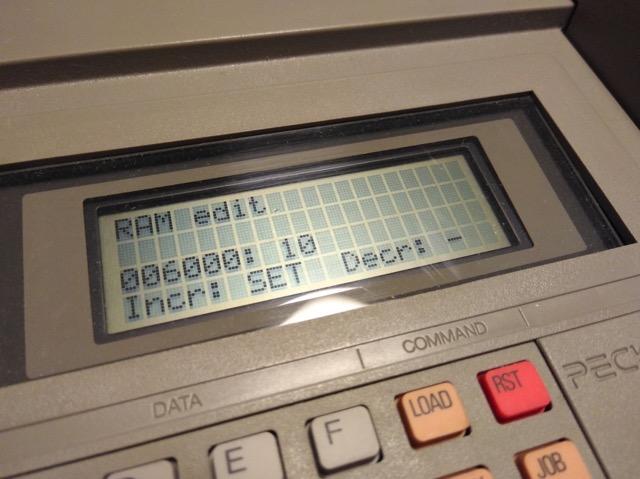 RAM edit
006000: 10
Incr: SET Decr: -
DATA
COMMAND
E
F
LOAD
RST
JOB